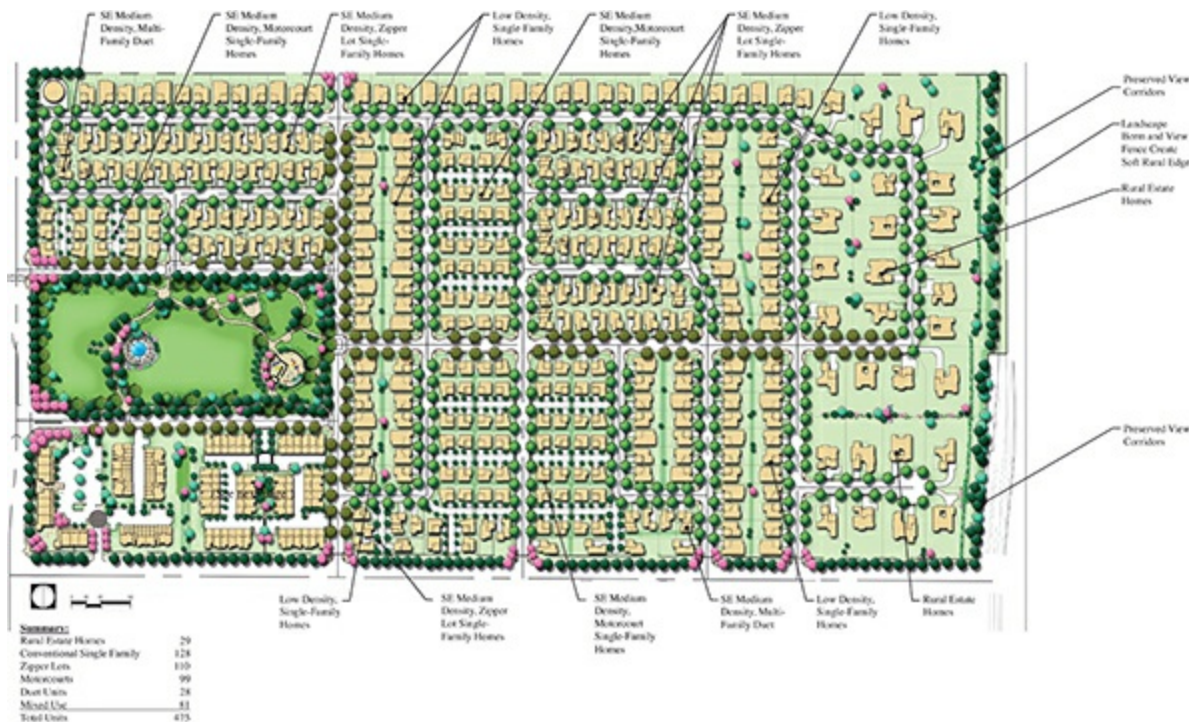 SE Medium
Density, Multi-
Family Duet
SE Medium
Density, Motorcourt
Single-Family
Homes
SE Medium
Density, Zipper
Lot Single-
Family Homes
Low Density,
Single-Family
Homes
SE Medium
Density,Motorcourt
Single-Family
Homes
SE Medium
Density, Zipper
Lot Single-
Family Homes
Low Density,
Single-Family
Homes
Preserved View
Corridors
Landscape
Berm and View
Fence Create
Soft Rural Edge
Rural Estate
Homes
Preserved View
Corridors
Low Density,
Single-Family
Homes
SE Medium
Density, Zipper
Lot Single-
Family Homes
SE Medium
Density,
Motorcourt
Single-Family
Homes
SE Medium
Density, Multi-
Family Duet
Low Density,
Single-Family
Homes
Rural Estate
Homes
Summary:
Rural Estate Homes 29
Conventional Single Family 128
Zipper Lots 110
Motorcourts 99
Duet Units 28
Mixed Use 81
Total Units 475